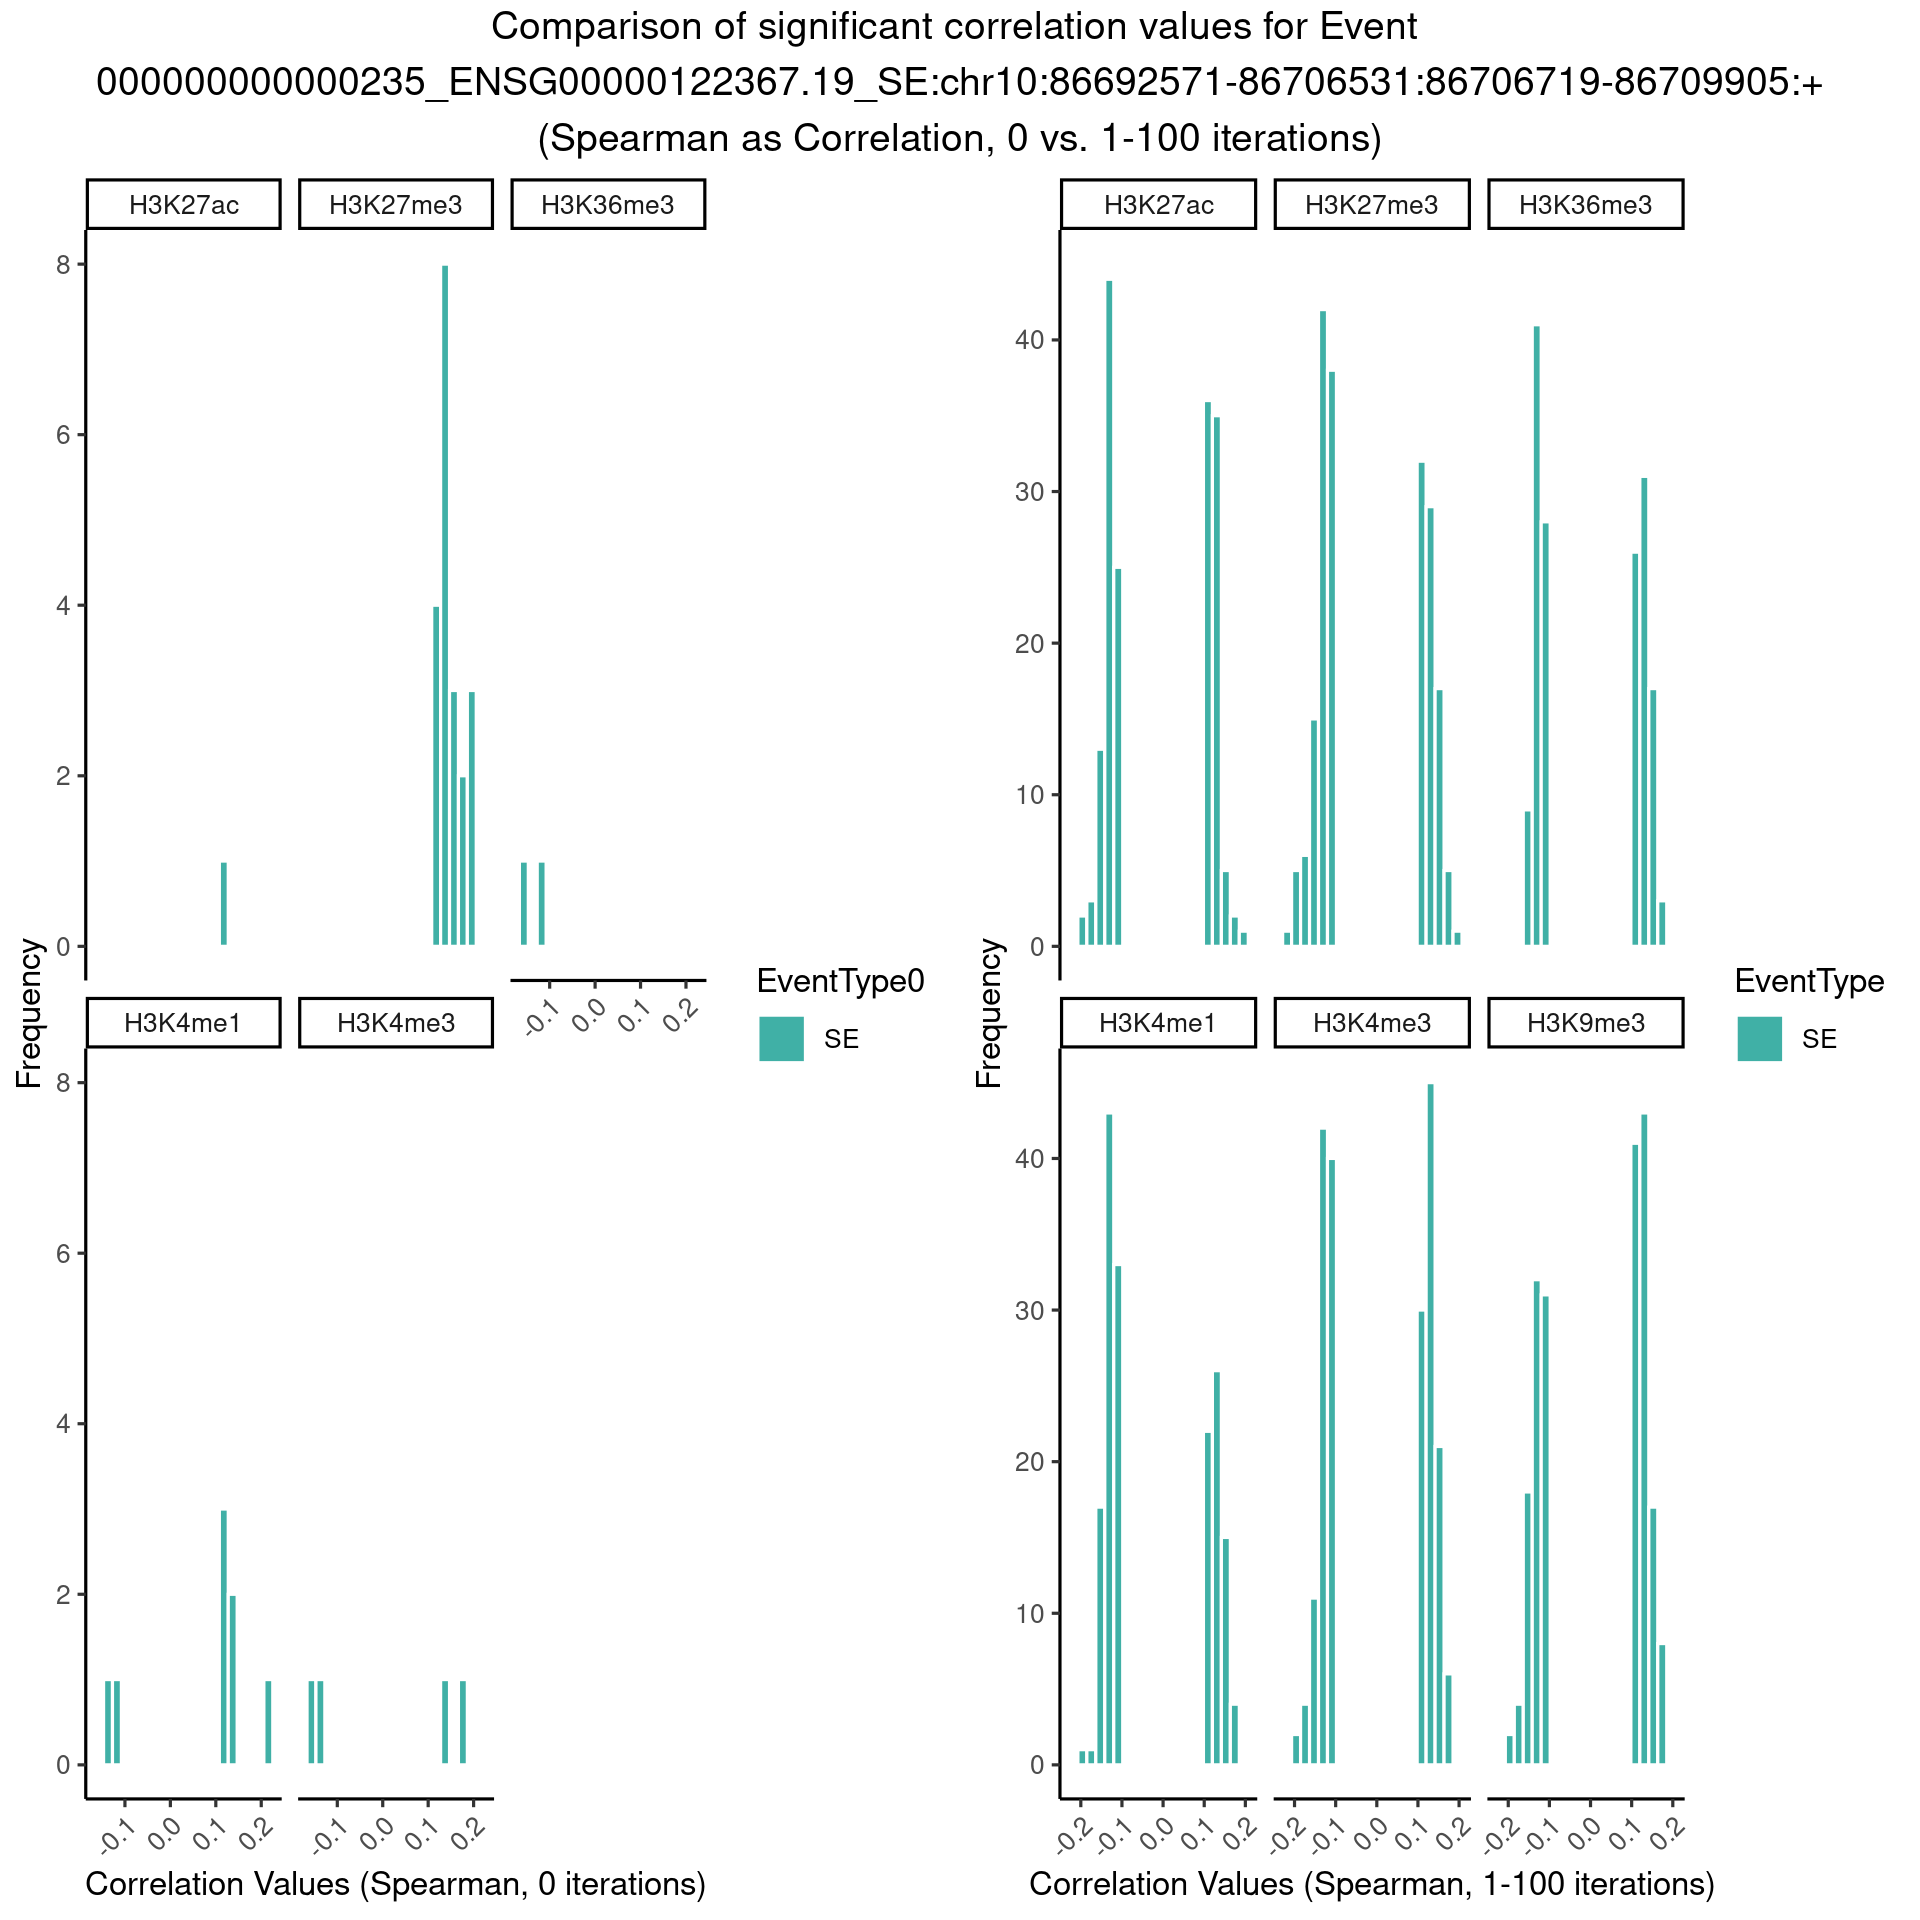 Comparison of significant correlation values for Event
000000000000235_ENSG00000122367.19_SE:chr10:86692571-86706531:86706719-86709905:+
(Spearman as Correlation, 0 vs. 1-100 iterations)
H3K27ac H3K27me3 H3K36me3
8
6
4
2
0
-0.1 0.0 0.1 0.2
H3K4me1 H3K4me3
8
6
4
2
0
-0.1 0.0 0.1 0.2 -0.1 0.0 0.1 0.2
Frequency
Correlation Values (Spearman, 0 iterations)
EventType0
SE
H3K27ac H3K27me3 H3K36me3
40
30
20
10
0
H3K4me1 H3K4me3 H3K9me3
40
30
20
10
0
-0.2 -0.1 0.0 0.1 0.2 -0.2 -0.1 0.0 0.1 0.2 -0.2 -0.1 0.0 0.1 0.2
Frequency
Correlation Values (Spearman, 1-100 iterations)
EventType
SE